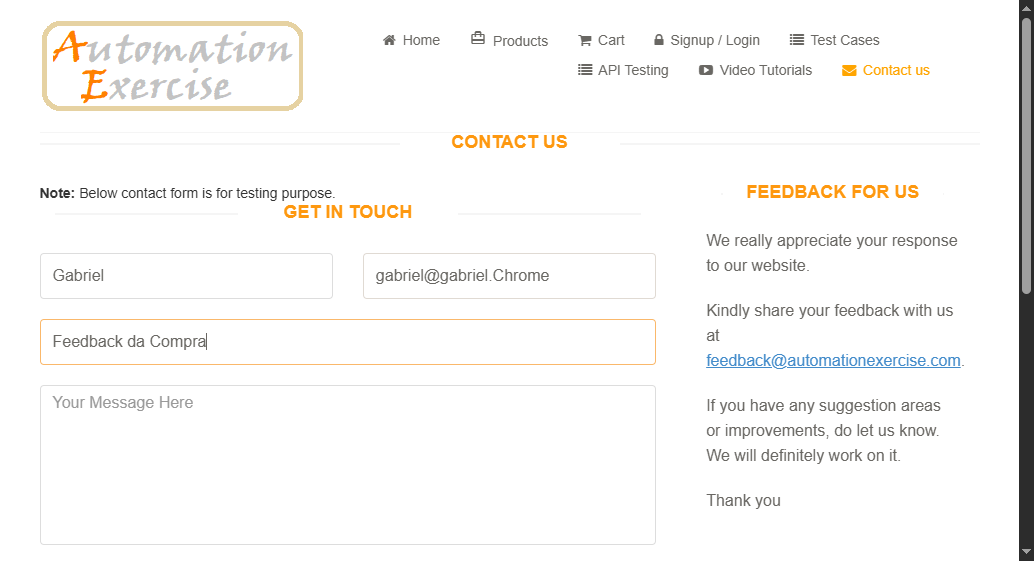 Automation
Exercise
Home Products Cart Signup / Login Test Cases
API Testing Video Tutorials Contact us
CONTACT US
Note: Below contact form is for testing purpose.
GET IN TOUCH
Gabriel
gabriel@gabriel.Chrome
Feedback da Compra
Your Message Here
FEEDBACK FOR US
We really appreciate your response
to our website.
Kindly share your feedback with us
at
feedback@automationexercise.com.
If you have any suggestion areas
or improvements, do let us know.
We will definitely work on it.
Thank you